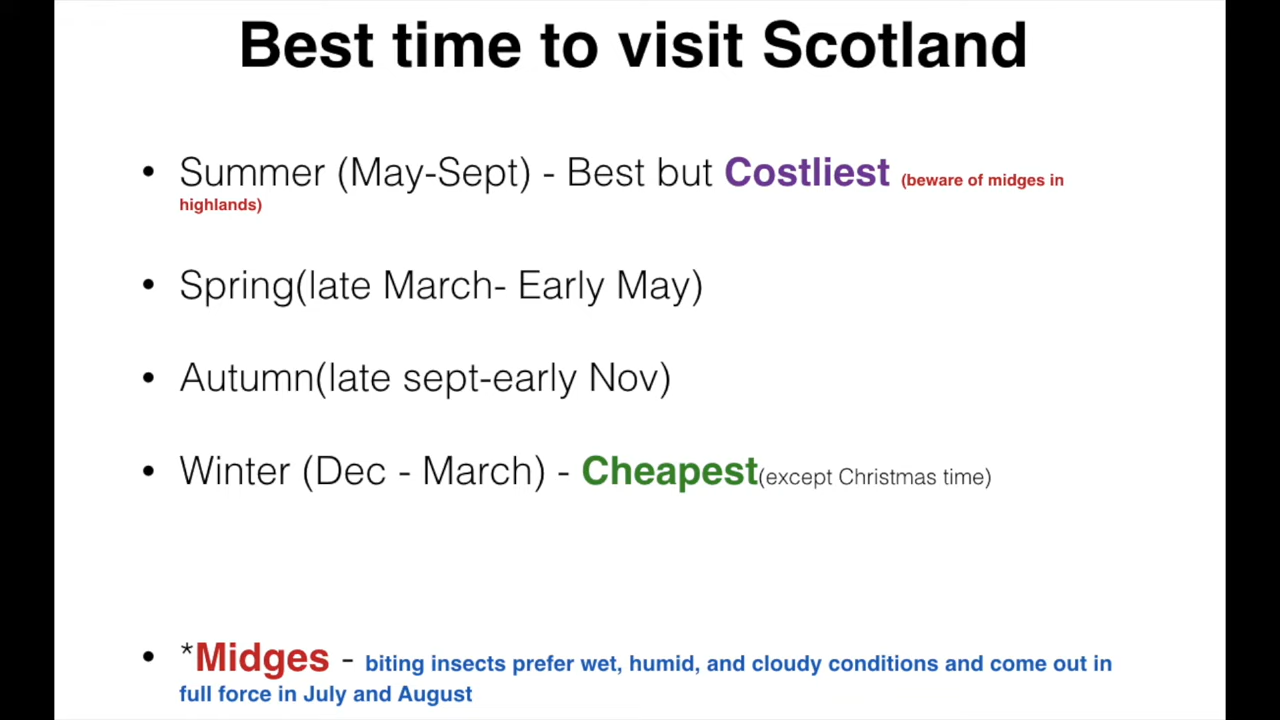 Best time to visit Scotland
• Summer (May-Sept) - Best but Costliest (beware of midges in
highlands)
• Spring(late March- Early May)
• Autumn(late sept-early Nov)
• Winter (Dec - March) - Cheapest(except Christmas time)
• *Midges - biting insects prefer wet, humid, and cloudy conditions and come out in
full force in July and August